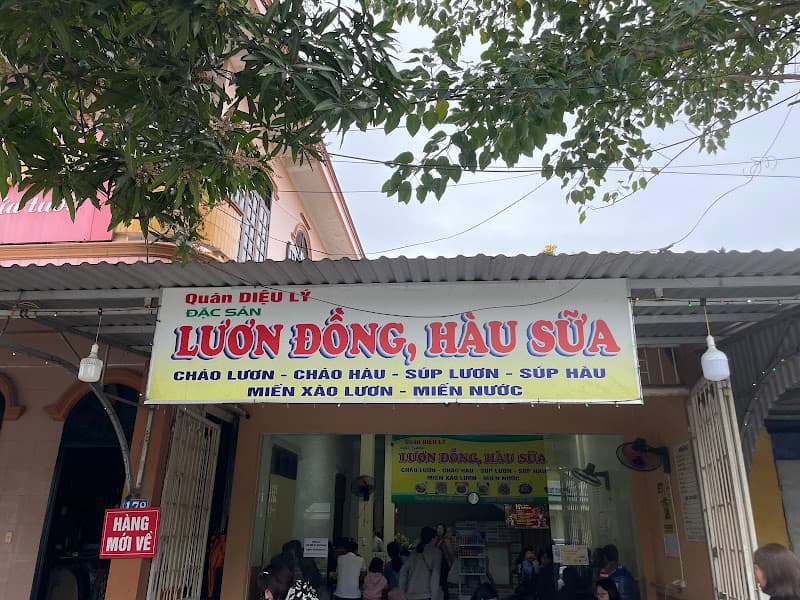 Quán DIỆU LÝ
ĐẶC SẢN
LƯƠN ĐỒNG, HÀU SỮA
CHÁO LƯƠN - CHÁO HÀU - SÚP LƯƠN - SÚP HÀU
MIẾN XÀO LƯƠN - MIẾN NƯỚC
QUÁN DIỆU LÝ
LƯƠN ĐỒNG, HÀU SỮA
CHÁO LƯƠN - CHÁO HÀU - SÚP LƯƠN - SÚP HÀU
MIẾN XÀO LƯƠN - MIẾN NƯỚC
179
HÀNG
MỚI VỀ